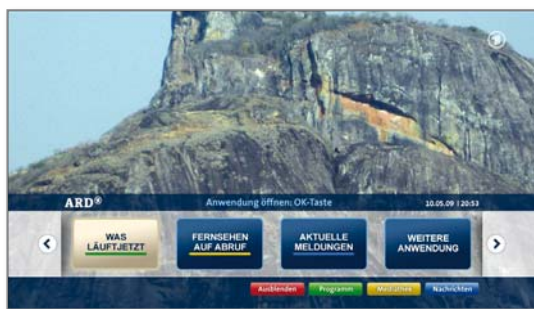 ARD®
Anwendung öffnen: OK-Taste
10.05.09 | 20:53
WAS
LÄUFTJETZT
FERNSEHEN
AUF ABRUF
AKTUELLE
MELDUNGEN
WEITERE
ANWENDUNG
Ausblenden
Programm
Mediathek
Nachrichten